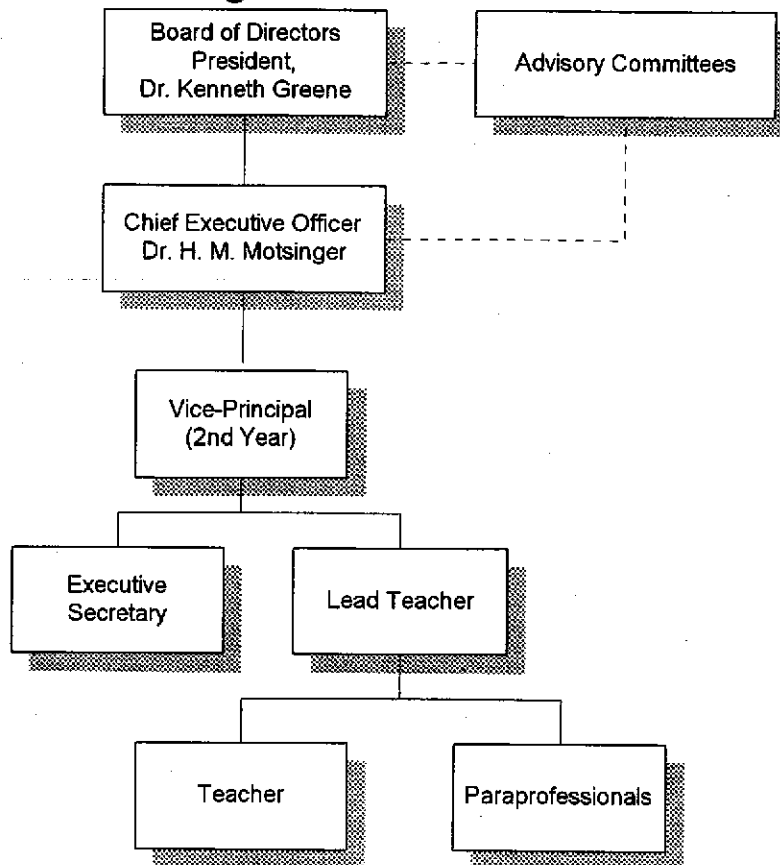 Board of Directors
President,
Dr. Kenneth Greene
Advisory Committees
Chief Executive Officer
Dr. H. M. Motsinger
Vice-Principal
(2nd Year)
Executive
Secretary
Lead Teacher
Teacher
Paraprofessionals